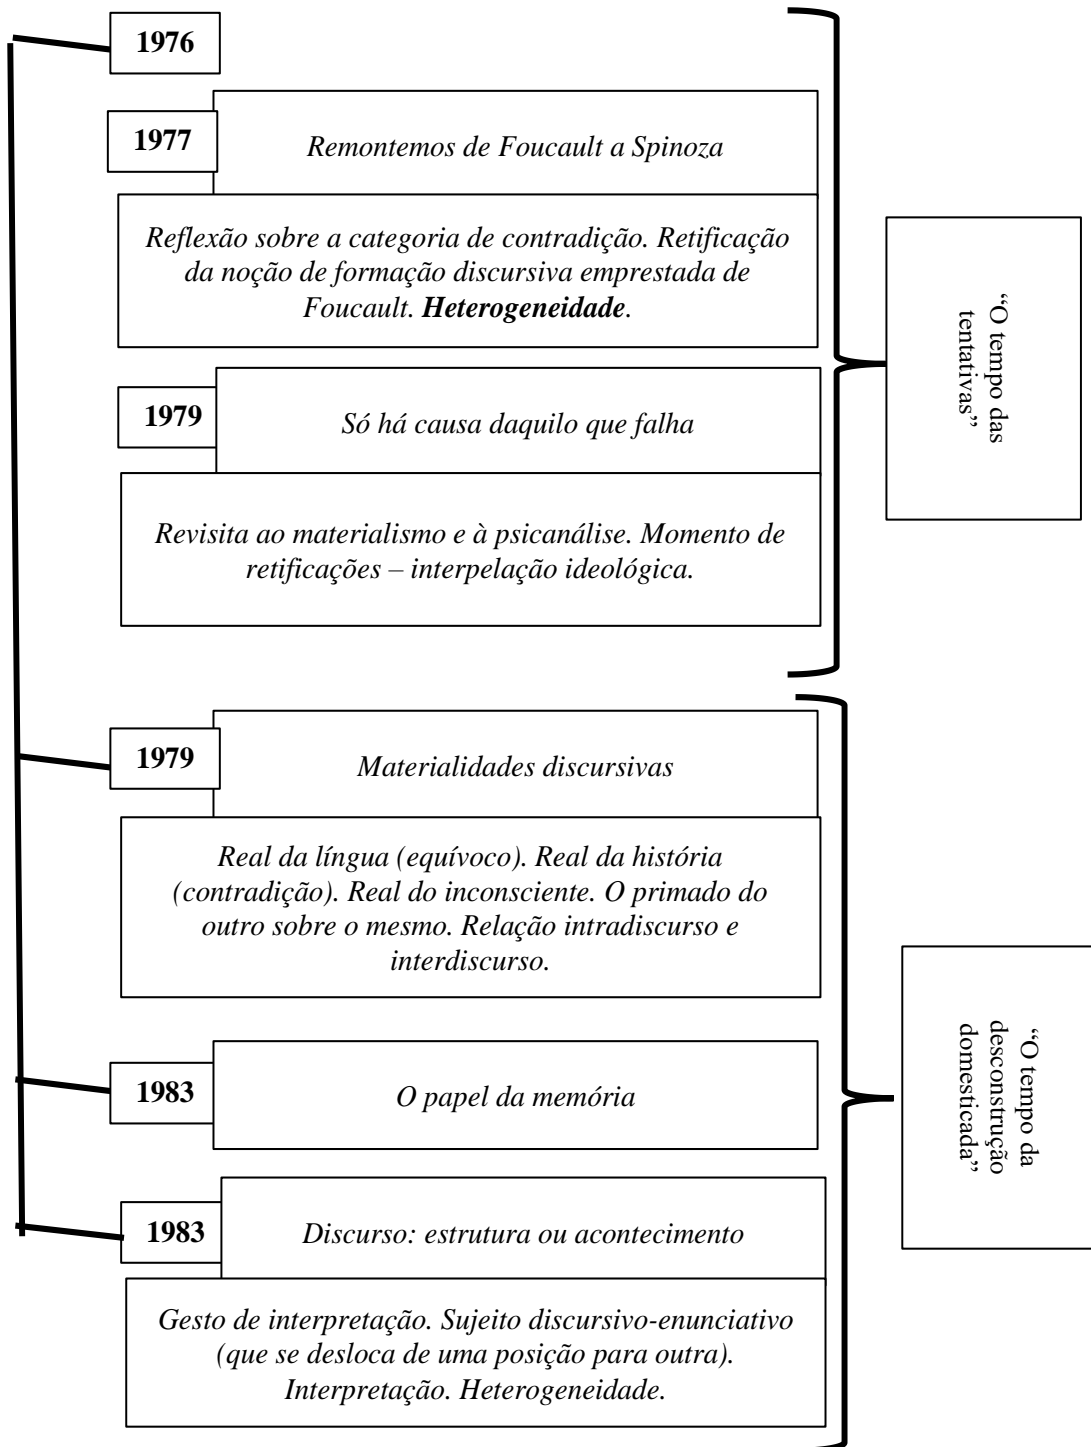 1976
1977
Remontemos de Foucault a Spinoza
Reflexão sobre a categoria de contradição. Retificação
da noção de formação discursiva emprestada de
Foucault. Heterogeneidade.
1979
Só há causa daquilo que falha
Revisita ao materialismo e à psicanálise. Momento de
retificações – interpelação ideológica.
“O tempo das
tentativas”
1979
Materialidades discursivas
Real da língua (equívoco). Real da história
(contradição). Real do inconsciente. O primado do
outro sobre o mesmo. Relação intradiscurso e
interdiscurso.
1983
O papel da memória
1983
Discurso: estrutura ou acontecimento
Gesto de interpretação. Sujeito discursivo-enunciativo
(que se desloca de uma posição para outra).
Interpretação. Heterogeneidade.
“O tempo da
desconstrução
domesticada”